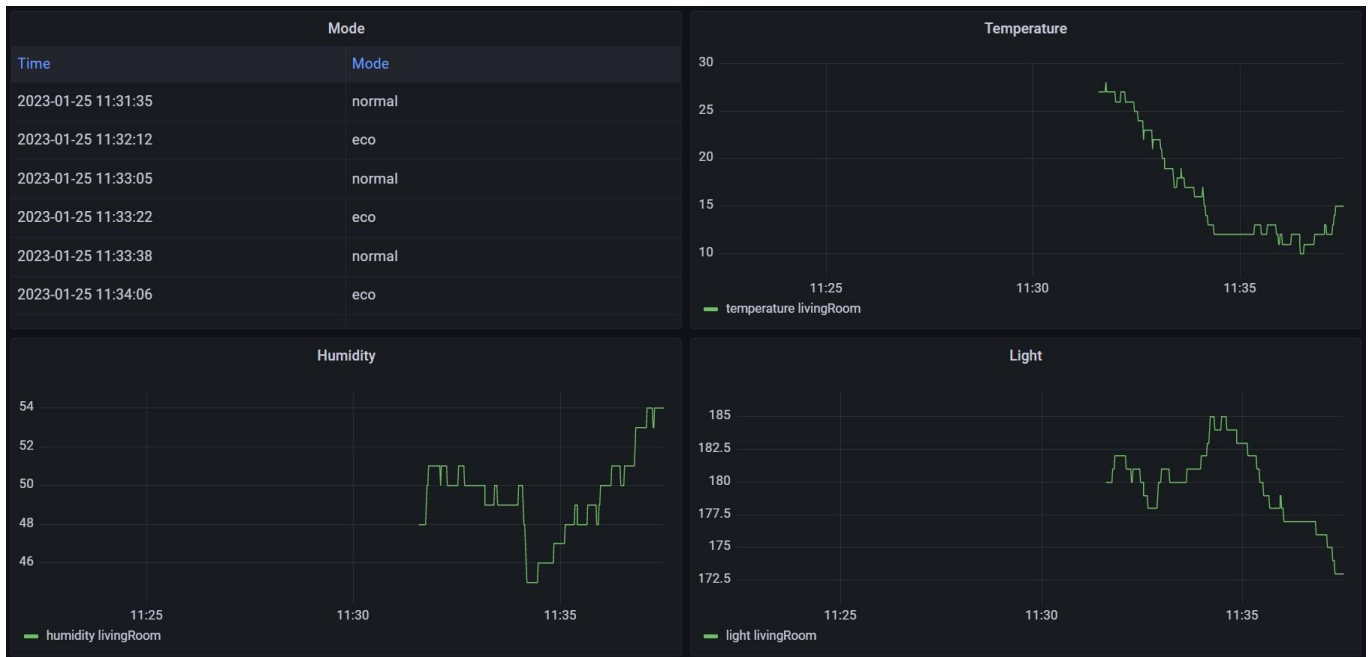 Mode
Time Mode
2023-01-25 11:31:35 normal
2023-01-25 11:32:12 eco
2023-01-25 11:33:05 normal
2023-01-25 11:33:22 eco
2023-01-25 11:33:38 normal
2023-01-25 11:34:06 eco
Temperature
30
25
20
15
10
11:25 11:30 11:35
temperature livingRoom
Humidity
54
52
50
48
46
11:25 11:30 11:35
humidity livingRoom
Light
185
182.5
180
177.5
175
172.5
11:25 11:30 11:35
light livingRoom